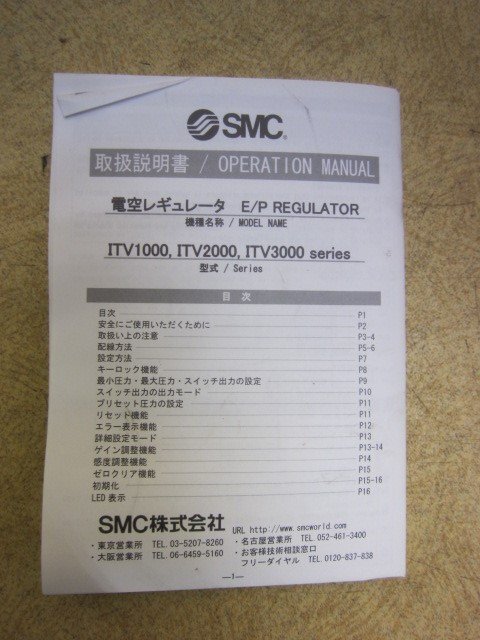 SMC®
取扱説明書 / OPERATION MANUAL
電空レギュレータ E/P REGULATOR
機種名称 / MODEL NAME
ITV1000, ITV2000, ITV3000 series
型式 / Series
目 次
目次 P1
安全にご使用いただくために P2
取扱い上の注意 P3-4
配線方法 P5-6
設定方法 P7
キーロック機能 P8
最小圧力・最大圧力・スイッチ出力の設定 P9
スイッチ出力の出力モード P10
プリセット圧力の設定 P11
リセット機能 P11
エラー表示機能 P12
詳細設定モード P13
ゲイン調整機能 P13-14
感度調整機能 P14
ゼロクリア機能 P15
初期化 P15-16
LED 表示 P16
SMC株式会社 URL http://www.smcworld.com
・東京営業所 TEL.03-5207-8260 ・名古屋営業所 TEL.052-461-3400
・大阪営業所 TEL.06-6459-5160 ・お客様技術相談窓口
フリーダイヤル TEL.0120-837-838
—1—